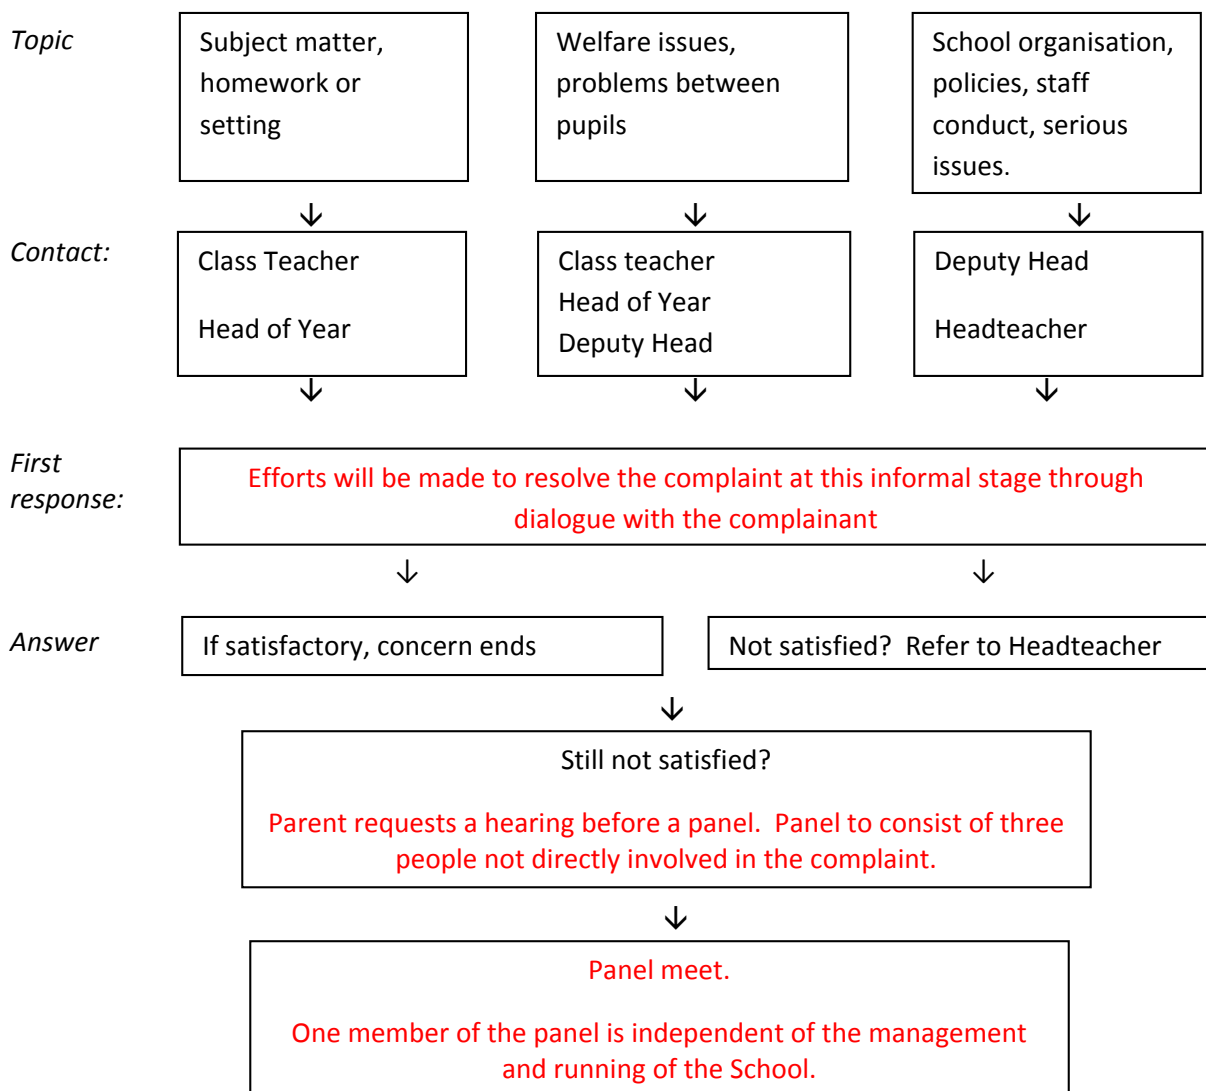 Topic
Subject matter,
homework or
setting
Welfare issues,
problems between
pupils
School organisation,
policies, staff
conduct, serious
issues.
Contact:
Class Teacher
Head of Year
Class teacher
Head of Year
Deputy Head
Deputy Head
Headteacher
First
response:
Efforts will be made to resolve the complaint at this informal stage through
dialogue with the complainant
Answer
If satisfactory, concern ends
Not satisfied?  Refer to Headteacher
Still not satisfied?
Parent requests a hearing before a panel.  Panel to consist of three
people not directly involved in the complaint.
Panel meet.
One member of the panel is independent of the management
and running of the School.